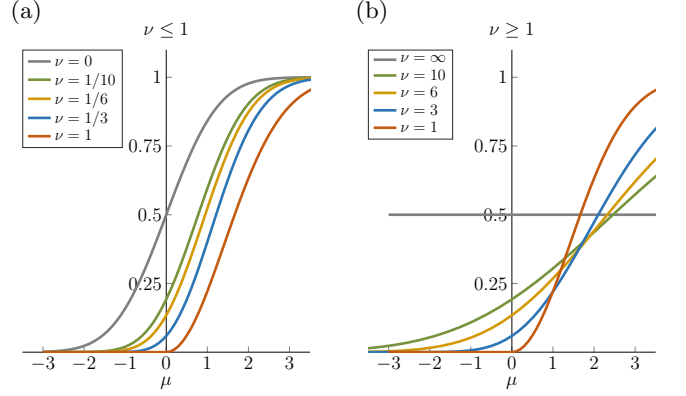 (a)
ν ≤ 1
ν = 0
ν = 1/10
ν = 1/6
ν = 1/3
ν = 1
1
0.75
0.5
0.25
−3 −2 −1 0 1 2 3
μ
(b)
ν ≥ 1
ν = ∞
ν = 10
ν = 6
ν = 3
ν = 1
1
0.75
0.5
0.25
−3 −2 −1 0 1 2 3
μ